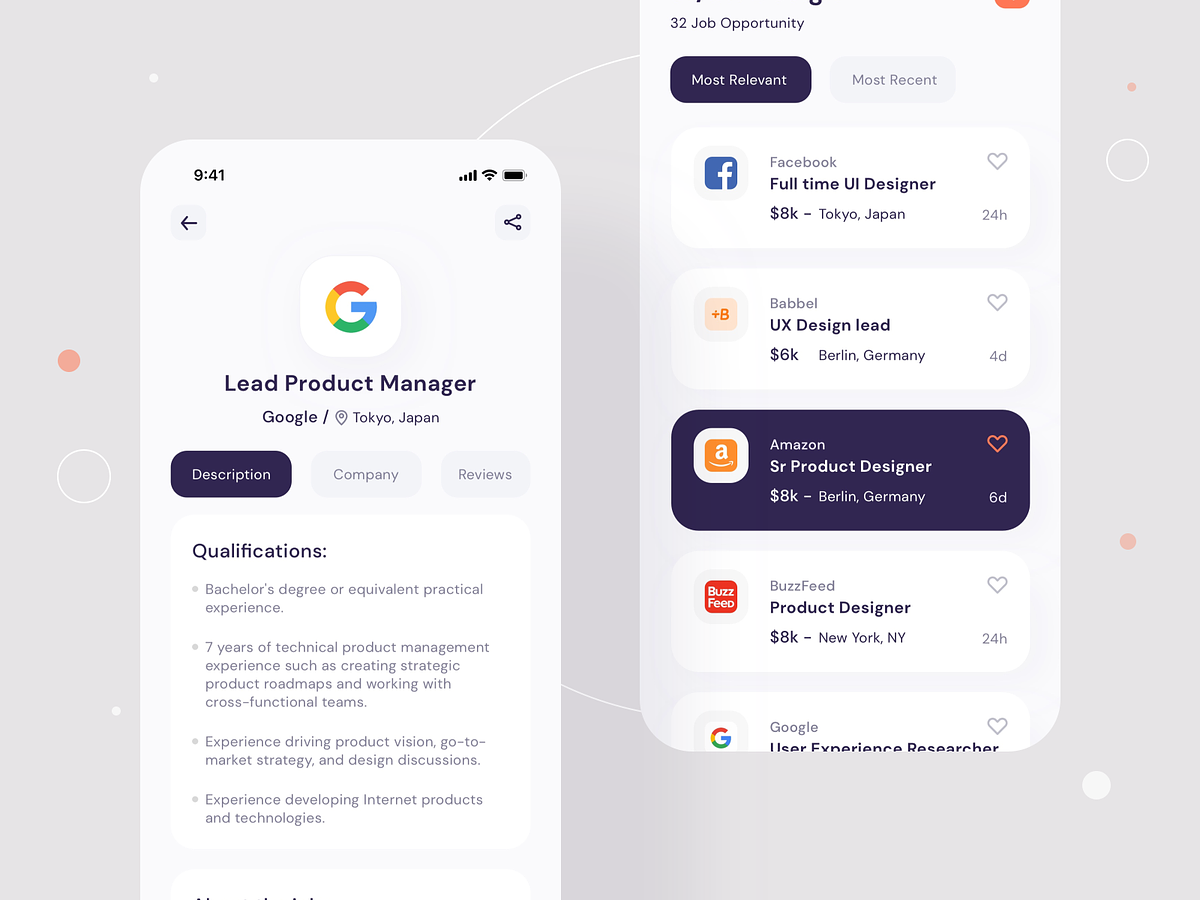 9:41
Lead Product Manager
Google / Tokyo, Japan
Description
Company
Reviews
Qualifications:
Bachelor's degree or equivalent practical
experience.
7 years of technical product management
experience such as creating strategic
product roadmaps and working with
cross-functional teams.
Experience driving product vision, go-to-
market strategy, and design discussions.
Experience developing Internet products
and technologies.
32 Job Opportunity
Most Relevant
Most Recent
Facebook
Full time UI Designer
$8k – Tokyo, Japan
24h
÷B
Babbel
UX Design lead
$6k Berlin, Germany
4d
a
Amazon
Sr Product Designer
$8k – Berlin, Germany
6d
Buzz
FeeD
BuzzFeed
Product Designer
$8k – New York, NY
24h
Google
User Experience Researcher